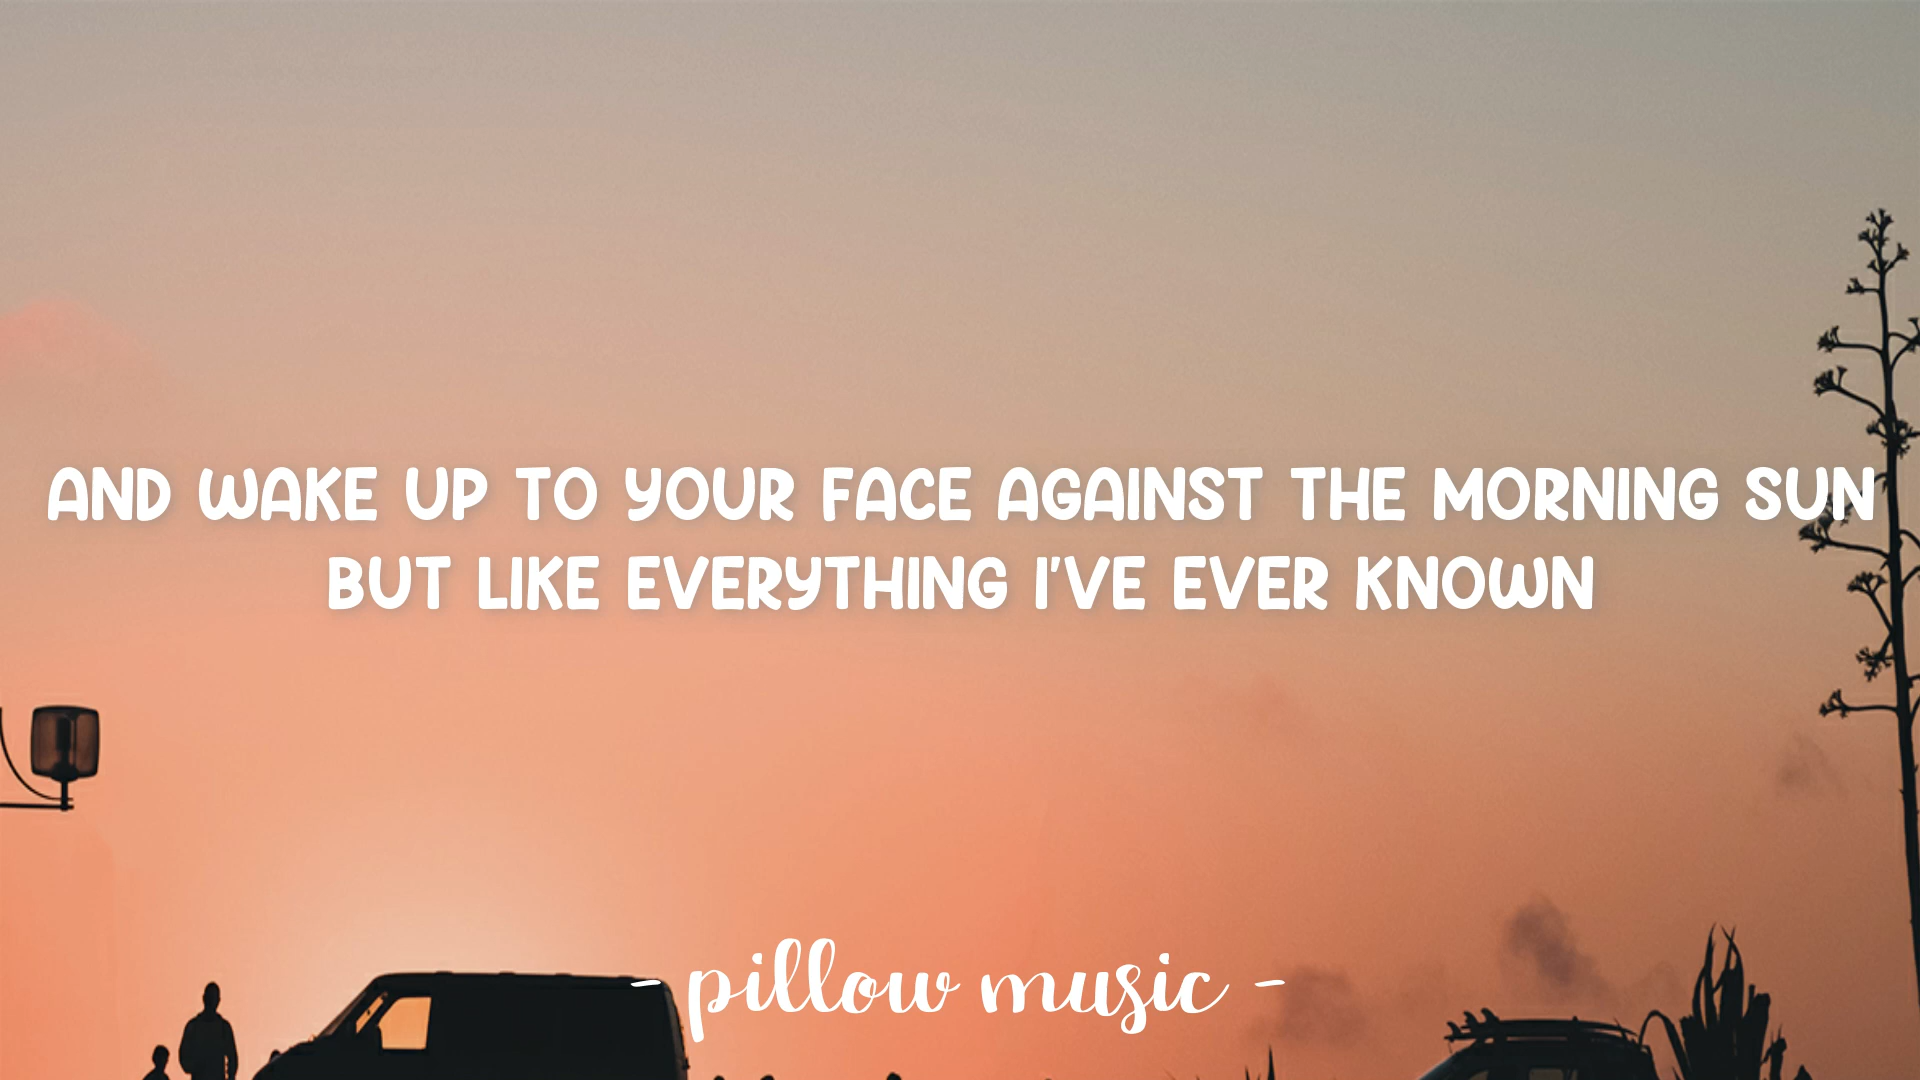 AND WAKE UP TO YOUR FACE AGAINST THE MORNING SUN
BUT LIKE EVERYTHING I'VE EVER KNOWN
- pillow music -